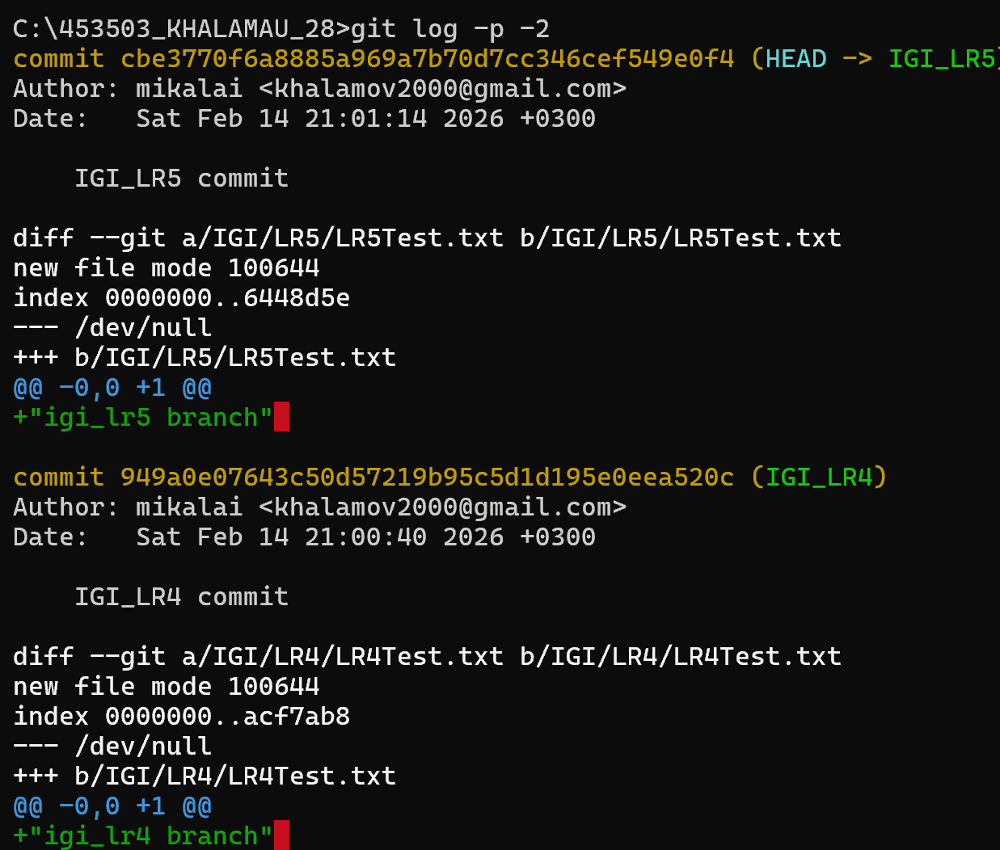 C:\453503_KHALAMAU_28>git log -p -2
commit cbe3770f6a8885a969a7b70d7cc346cef549e0f4 (HEAD -> IGI_LR5)
Author: mikalai <khalamov2000@gmail.com>
Date:   Sat Feb 14 21:01:14 2026 +0300
IGI_LR5 commit
diff --git a/IGI/LR5/LR5Test.txt b/IGI/LR5/LR5Test.txt
new file mode 100644
index 0000000..6448d5e
--- /dev/null
+++ b/IGI/LR5/LR5Test.txt
@@ -0,0 +1 @@
+"igi_lr5 branch"
commit 949a0e07643c50d57219b95c5d1d195e0eea520c (IGI_LR4)
Author: mikalai <khalamov2000@gmail.com>
Date:   Sat Feb 14 21:00:40 2026 +0300
IGI_LR4 commit
diff --git a/IGI/LR4/LR4Test.txt b/IGI/LR4/LR4Test.txt
new file mode 100644
index 0000000..acf7ab8
--- /dev/null
+++ b/IGI/LR4/LR4Test.txt
@@ -0,0 +1 @@
+"igi_lr4 branch"